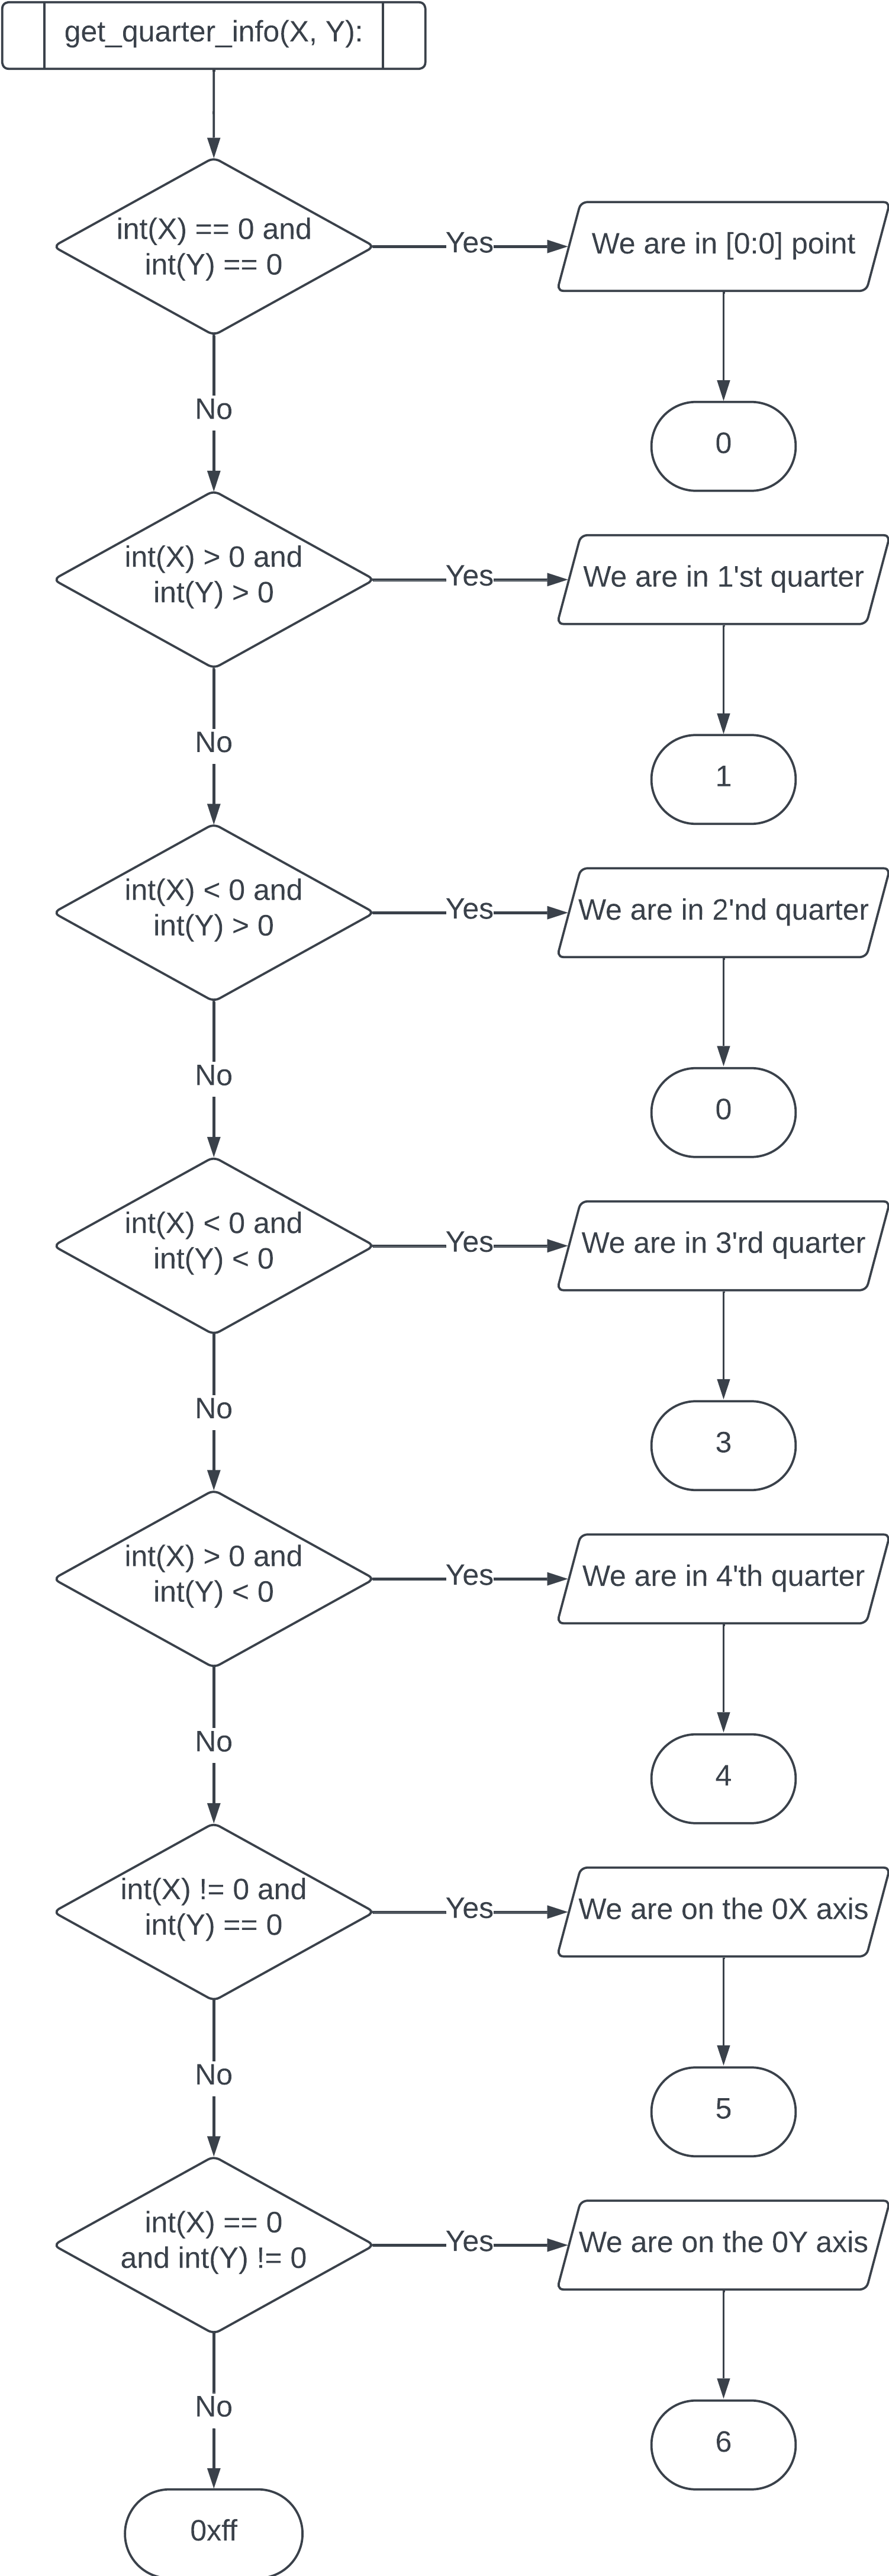 get_quarter_info(X, Y):
int(X) == 0 and
int(Y) == 0
Yes
We are in [0:0] point
No
0
int(X) > 0 and
int(Y) > 0
Yes
We are in 1'st quarter
No
1
int(X) < 0 and
int(Y) > 0
Yes
We are in 2'nd quarter
No
0
int(X) < 0 and
int(Y) < 0
Yes
We are in 3'rd quarter
No
3
int(X) > 0 and
int(Y) < 0
Yes
We are in 4'th quarter
No
4
int(X) != 0 and
int(Y) == 0
Yes
We are on the 0X axis
No
5
int(X) == 0
and int(Y) != 0
Yes
We are on the 0Y axis
No
6
0xff